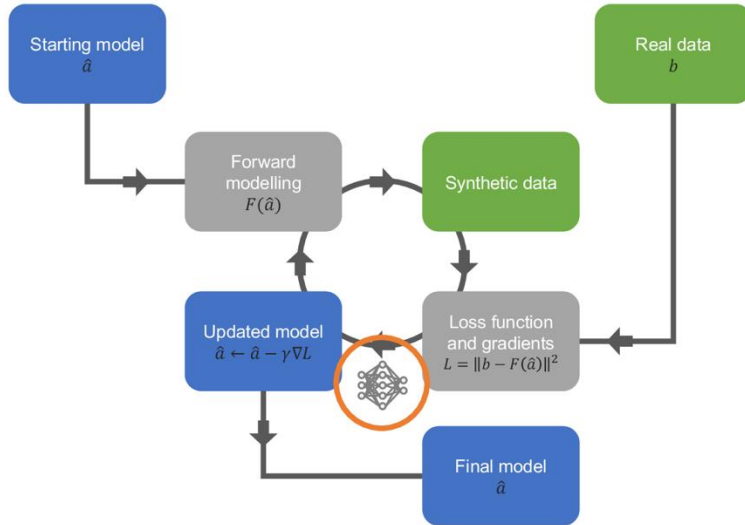 Starting model
â
Real data
b
Forward
modelling
F(â)
Synthetic data
Updated model
â ← â − γ∇L
Loss function
and gradients
L = ‖b − F(â)‖²
Final model
â